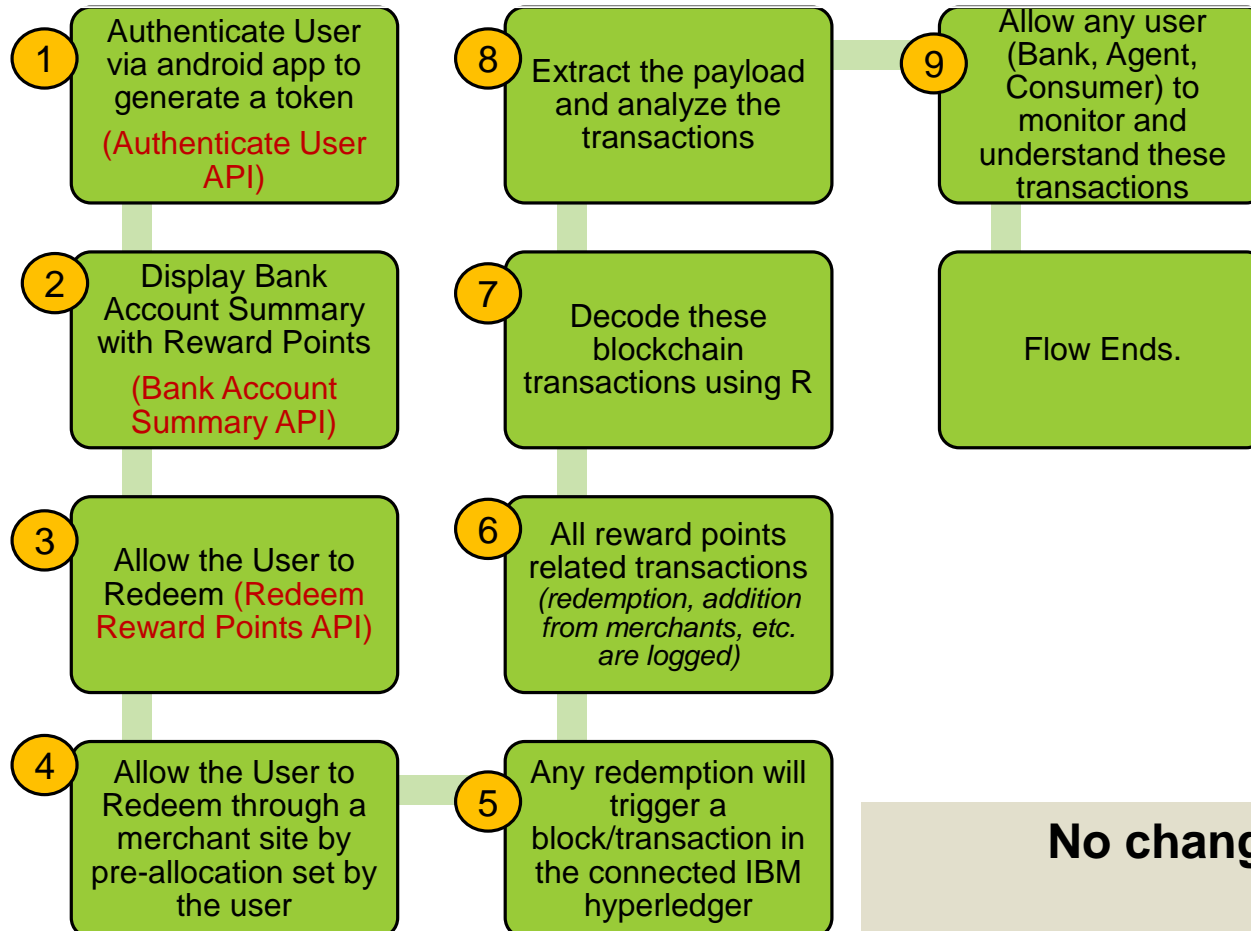 1
Authenticate User
via android app to
generate a token
(Authenticate User
API)
2
Display Bank
Account Summary
with Reward Points
(Bank Account
Summary API)
3
Allow the User to
Redeem (Redeem
Reward Points API)
4
Allow the User to
Redeem through a
merchant site by
pre-allocation set by
the user
5
Any redemption will
trigger a
block/transaction in
the connected IBM
hyperledger
6
All reward points
related transactions
(redemption, addition
from merchants, etc.
are logged)
7
Decode these
blockchain
transactions using R
8
Extract the payload
and analyze the
transactions
9
Allow any user
(Bank, Agent,
Consumer) to
monitor and
understand these
transactions
Flow Ends.
No